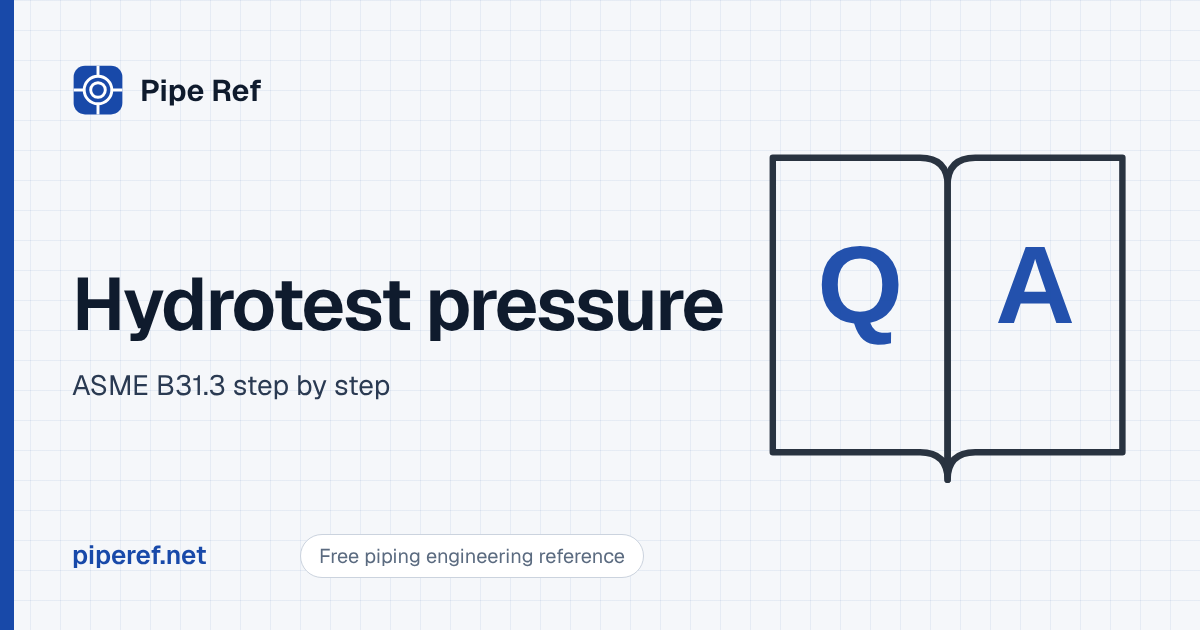 Pipe Ref
Hydrotest pressure
ASME B31.3 step by step
Q A
piperef.net
Free piping engineering reference